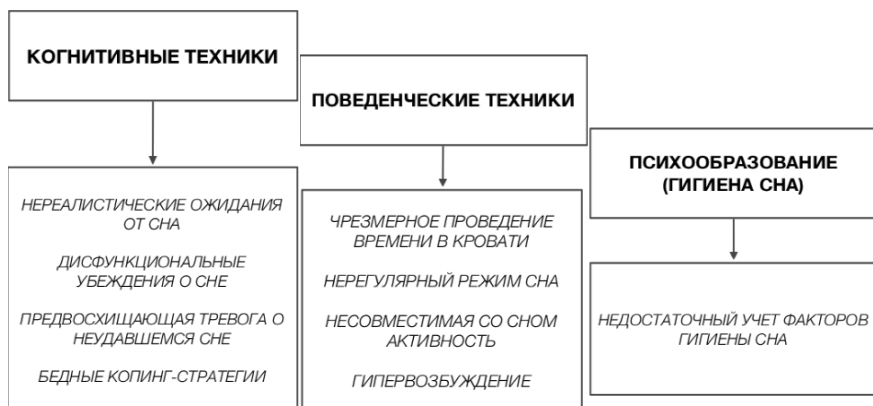 КОГНИТИВНЫЕ ТЕХНИКИ
НЕРЕАЛИСТИЧЕСКИЕ ОЖИДАНИЯ
ОТ СНА
ДИСФУНКЦИОНАЛЬНЫЕ
УБЕЖДЕНИЯ О СНЕ
ПРЕДВОСХИЩАЮЩАЯ ТРЕВОГА О
НЕУДАВШЕМСЯ СНЕ
БЕДНЫЕ КОПИНГ-СТРАТЕГИИ
ПОВЕДЕНЧЕСКИЕ ТЕХНИКИ
ЧРЕЗМЕРНОЕ ПРОВЕДЕНИЕ
ВРЕМЕНИ В КРОВАТИ
НЕРЕГУЛЯРНЫЙ РЕЖИМ СНА
НЕСОВМЕСТИМАЯ СО СНОМ
АКТИВНОСТЬ
ГИПЕРВОЗБУЖДЕНИЕ
ПСИХООБРАЗОВАНИЕ
(ГИГИЕНА СНА)
НЕДОСТАТОЧНЫЙ УЧЕТ ФАКТОРОВ
ГИГИЕНЫ СНА